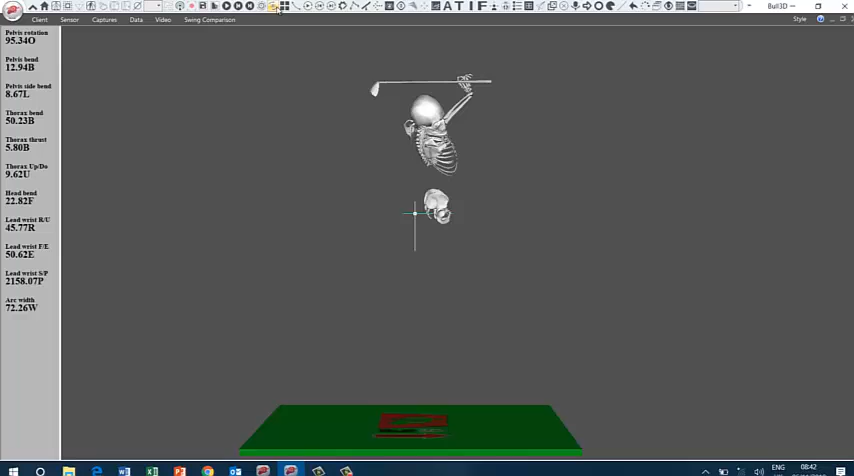 Bull3D
Client Sensor Captures Data Video Swing Comparison Style
Pelvis rotation
95.34O
Pelvis bend
12.94B
Pelvis side bend
8.67L
Thorax bend
50.23B
Thorax thrust
5.80B
Thorax Up/Do
9.62U
Head bend
22.82F
Lead wrist R/U
45.77R
Lead wrist F/E
50.62E
Lead wrist S/P
2158.07P
Arc width
72.26W
ENG
08:42